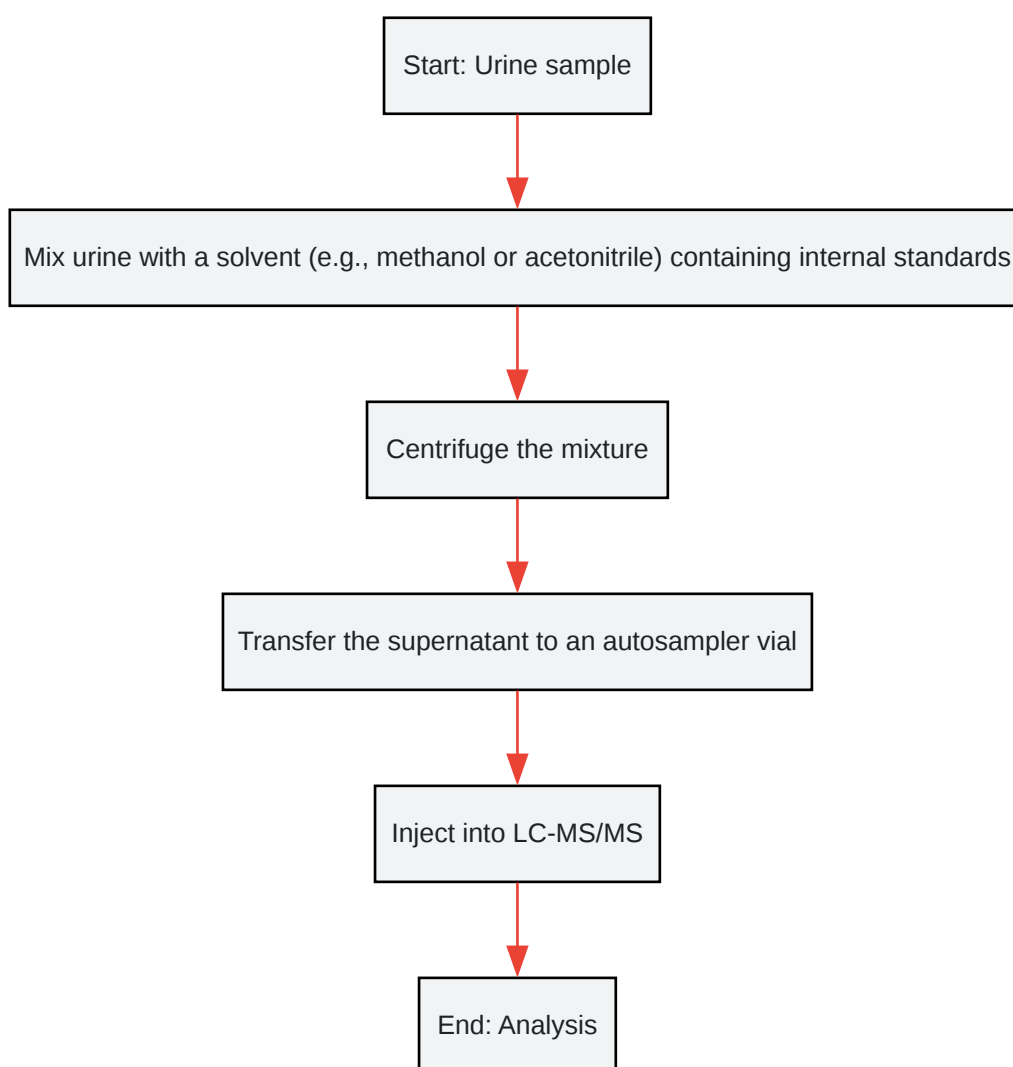 Start: Urine sample
Mix urine with a solvent (e.g., methanol or acetonitrile) containing internal standards
Centrifuge the mixture
Transfer the supernatant to an autosampler vial
Inject into LC-MS/MS
End: Analysis